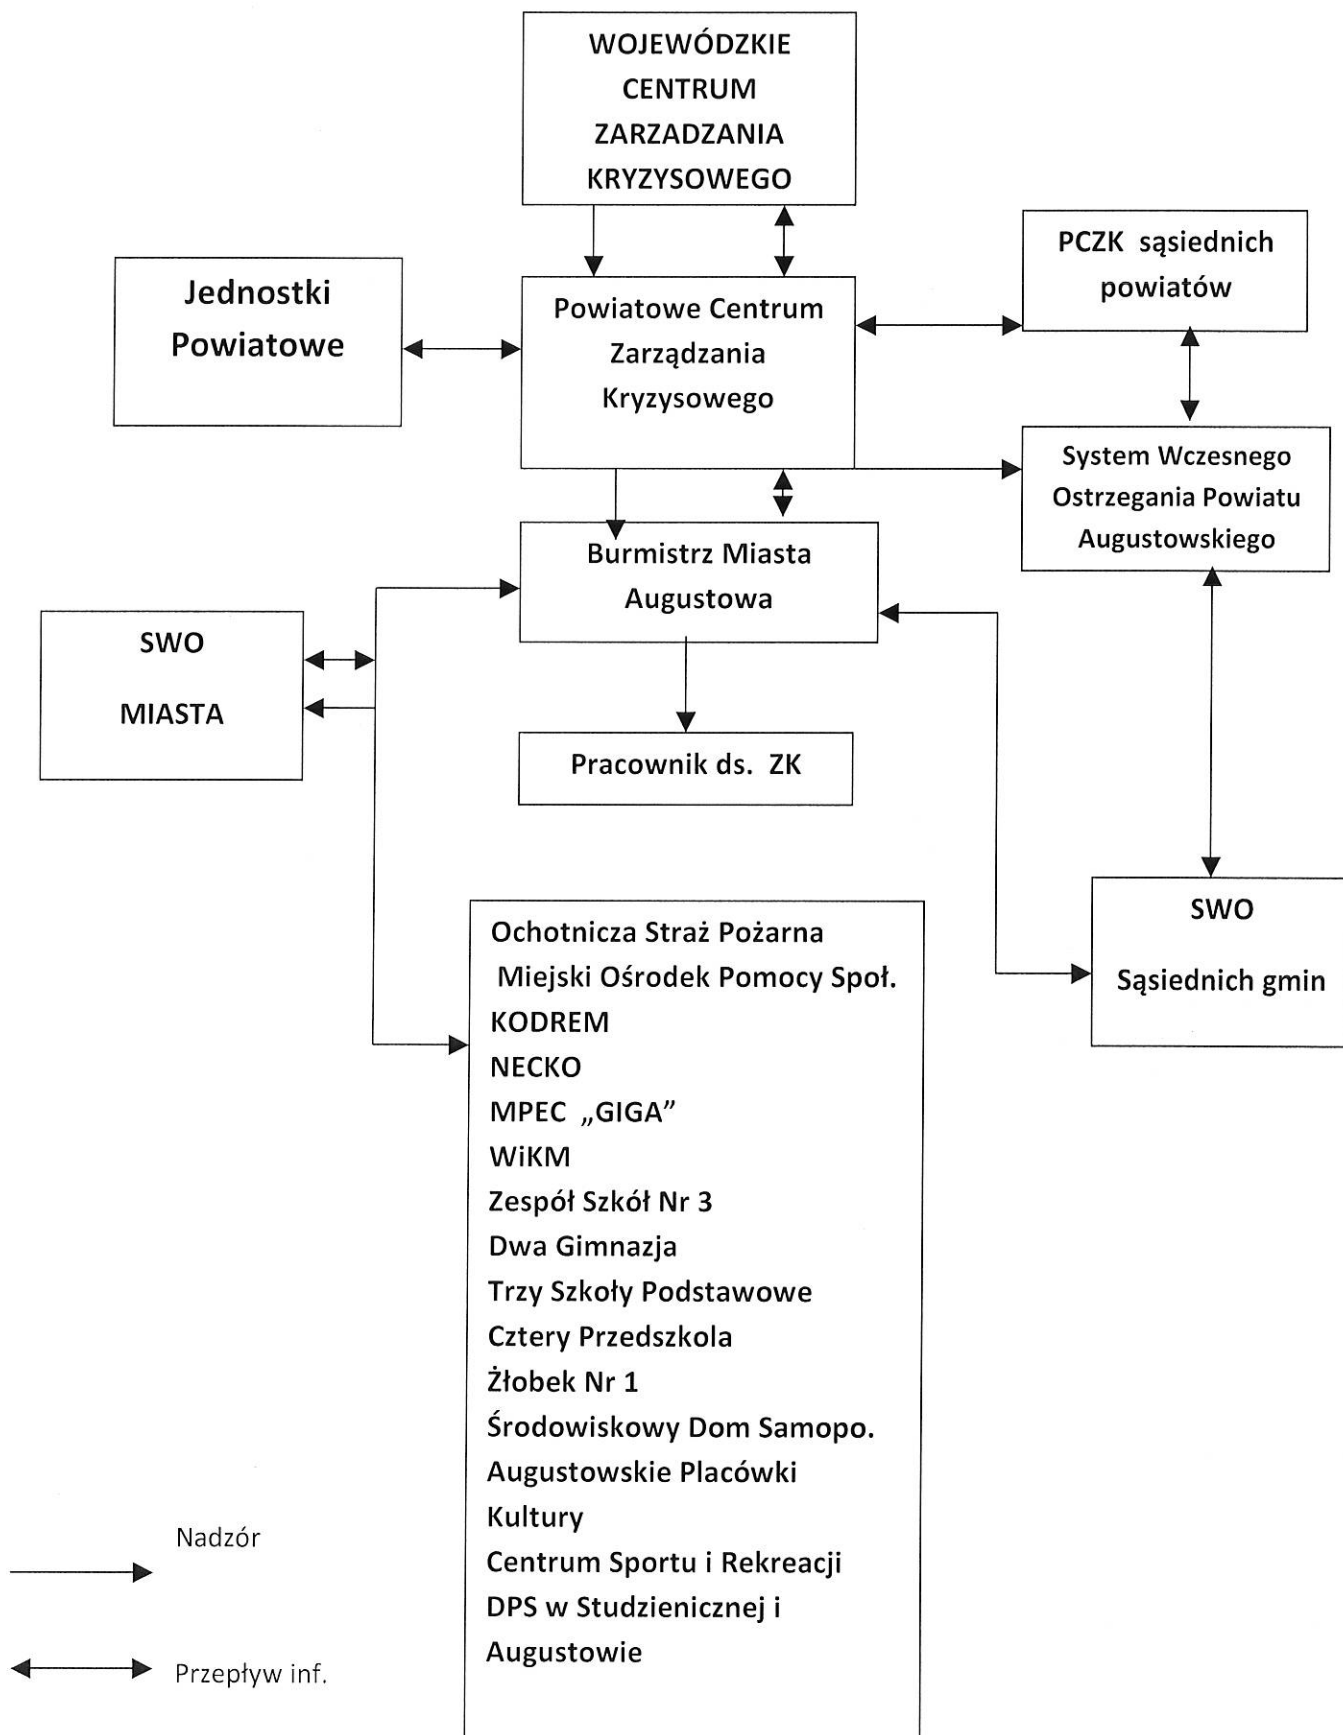 WOJEWÓDZKIE
CENTRUM
ZARZADZANIA
KRYZYSOWEGO
Jednostki
Powiatowe
Powiatowe Centrum
Zarządzania
Kryzysowego
PCZK sąsiednich
powiatów
System Wczesnego
Ostrzegania Powiatu
Augustowskiego
Burmistrz Miasta
Augustowa
SWO
MIASTA
Pracownik ds. ZK
SWO
Sąsiednich gmin
Ochotnicza Straż Pożarna
Miejski Ośrodek Pomocy Społ.
KODREM
NECKO
MPEC „GIGA”
WiKM
Zespół Szkół Nr 3
Dwa Gimnazja
Trzy Szkoły Podstawowe
Cztery Przedszkola
Żłobek Nr 1
Środowiskowy Dom Samopo.
Augustowskie Placówki
Kultury
Centrum Sportu i Rekreacji
DPS w Studzienicznej i
Augustowie
Nadzór
Przepływ inf.